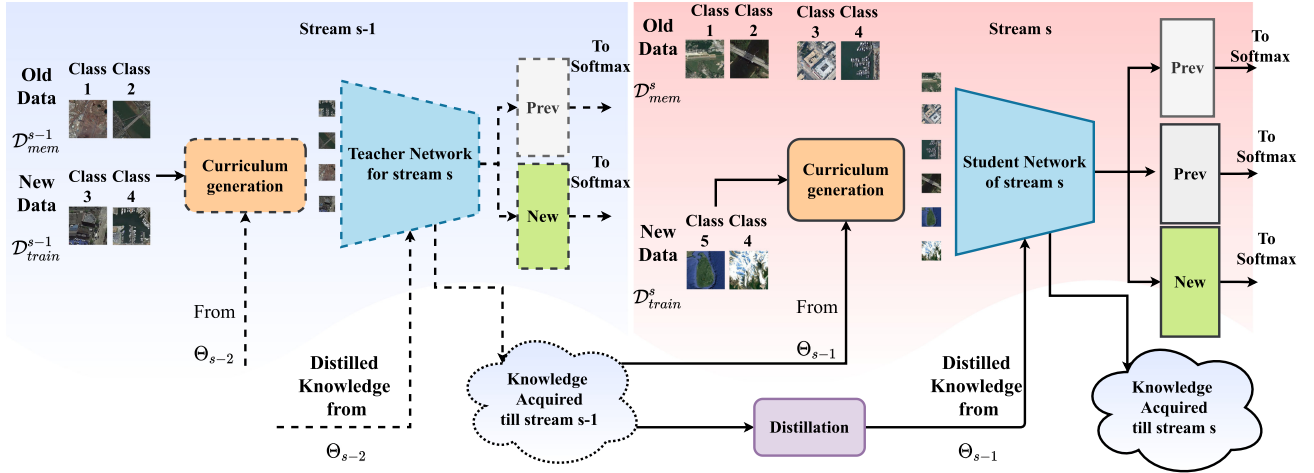 Stream s-1
Old
Data
Class
1
Class
2
D^{s-1}_{mem}
New
Data
Class
3
Class
4
D^{s-1}_{train}
Curriculum
generation
From
Θ_{s-2}
Teacher Network
for stream s
Prev
New
To
Softmax
To
Softmax
Distilled
Knowledge
from
Θ_{s-2}
Knowledge
Acquired
till stream s-1
Distillation
Stream s
Old
Data
Class
1
Class
2
Class
3
Class
4
D^{s}_{mem}
New
Data
Class
5
Class
4
D^{s}_{train}
Curriculum
generation
From
Θ_{s-1}
Student Network
of stream s
Prev
Prev
New
To
Softmax
To
Softmax
To
Softmax
Distilled
Knowledge
from
Θ_{s-1}
Knowledge
Acquired
till stream s